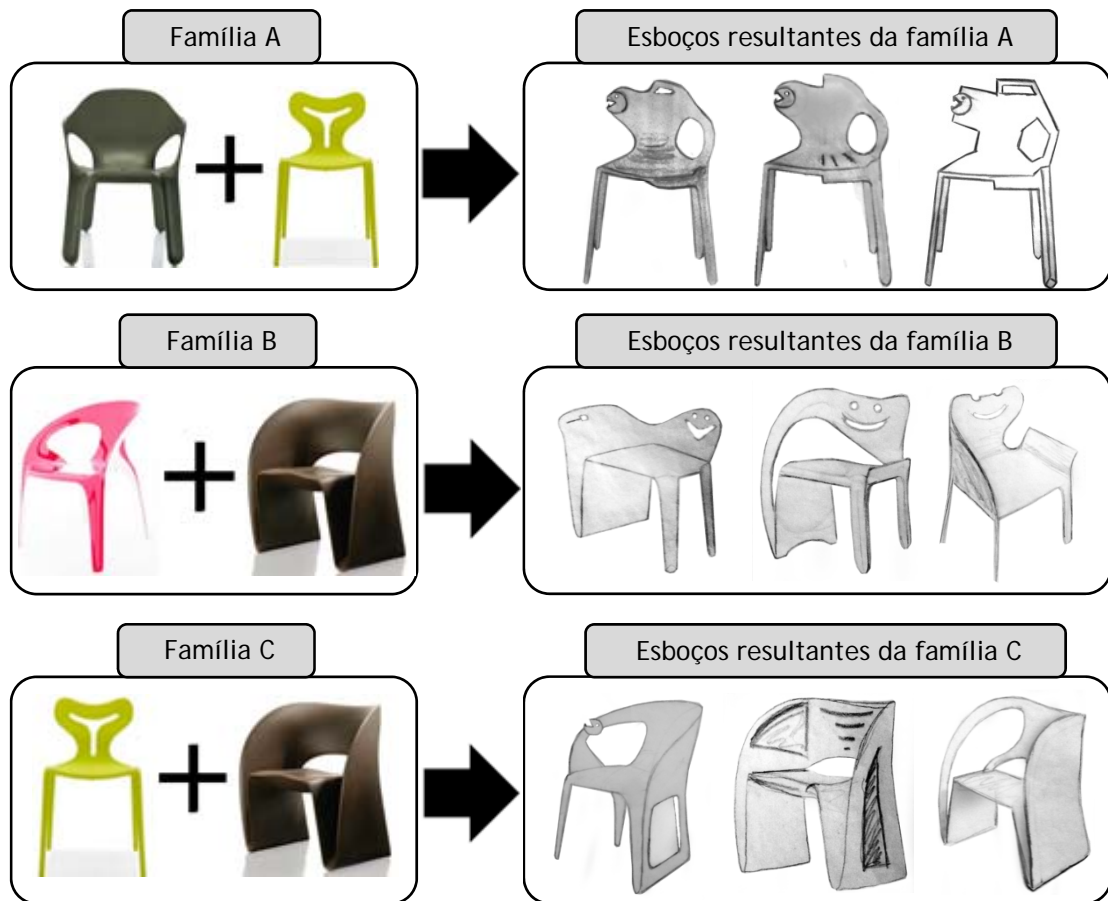 Família A
Esboços resultantes da família A
Família B
Esboços resultantes da família B
Família C
Esboços resultantes da família C